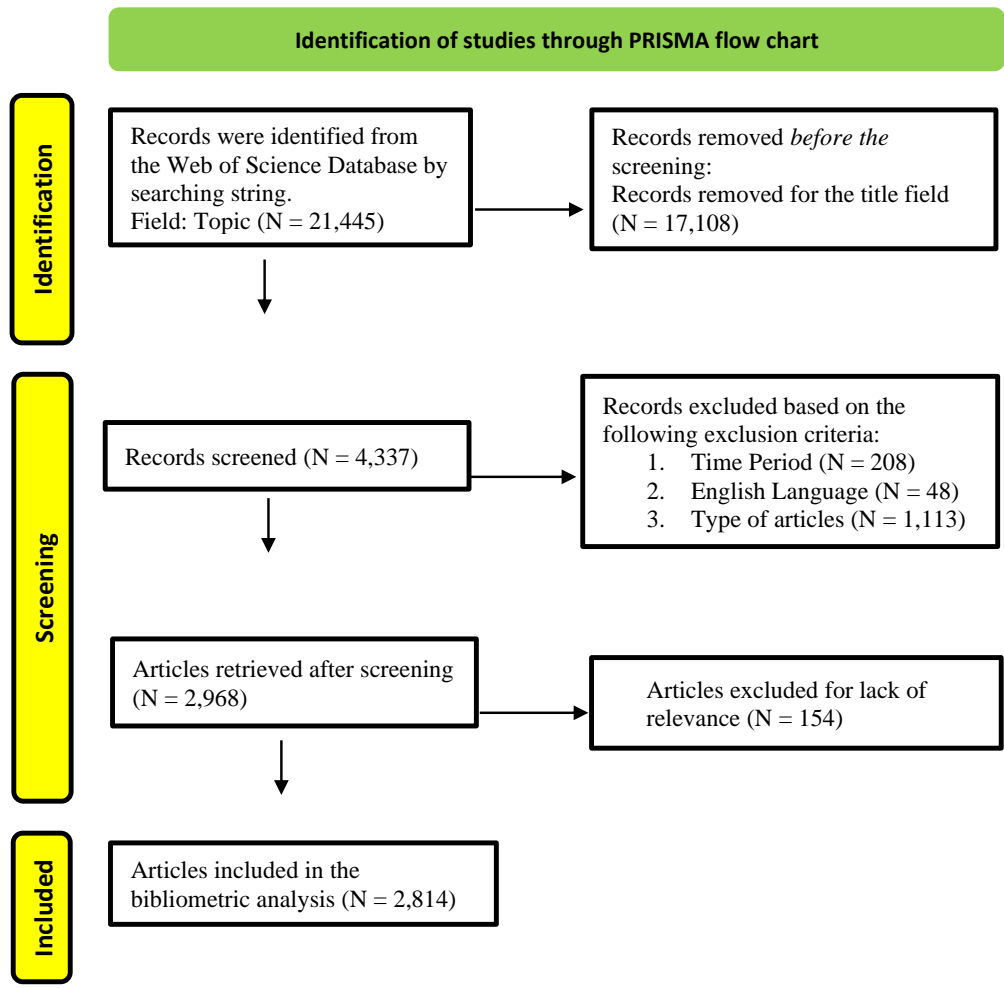 Identification of studies through PRISMA flow chart
Identification
Records were identified from
the Web of Science Database by
searching string.
Field: Topic (N = 21,445)
Records removed before the
screening:
Records removed for the title field
(N = 17,108)
Screening
Records screened (N = 4,337)
Records excluded based on the
following exclusion criteria:
1. Time Period (N = 208)
2. English Language (N = 48)
3. Type of articles (N = 1,113)
Articles retrieved after screening
(N = 2,968)
Articles excluded for lack of
relevance (N = 154)
Included
Articles included in the
bibliometric analysis (N = 2,814)